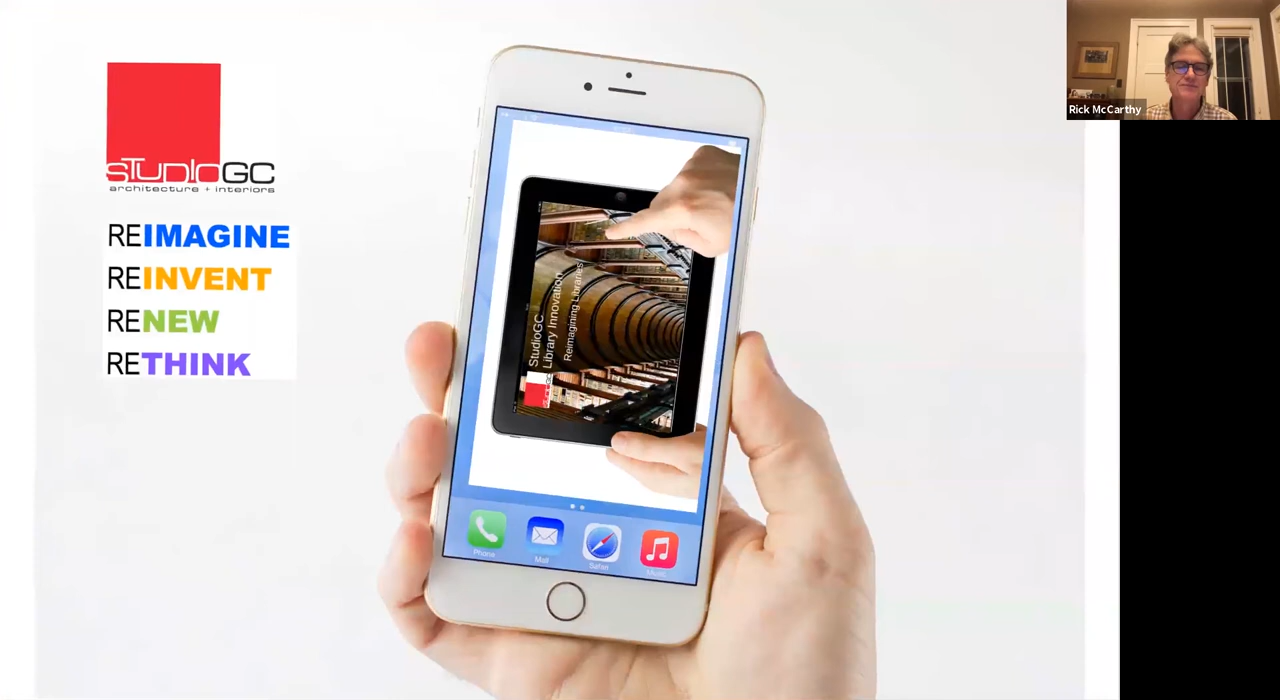 STUDIOGC
architecture + interiors
REIMAGINE
REINVENT
RENEW
RETHINK
StudioGC
Library Innovation
Reimagining Libraries
Phone
Mail
Safari
Music
Rick McCarthy